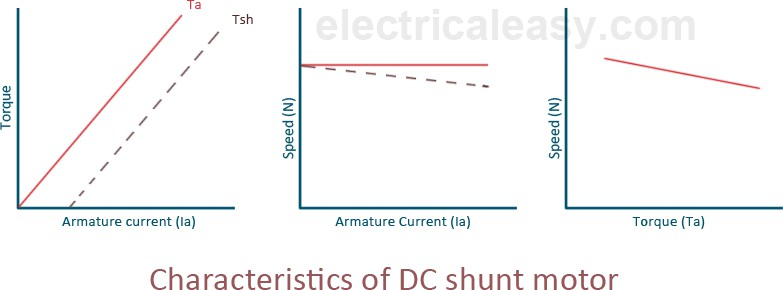 electricaleasy.com
Ta
Tsh
Torque
Armature current (Ia)
Speed (N)
Armature Current (Ia)
Speed (N)
Torque (Ta)
Characteristics of DC shunt motor